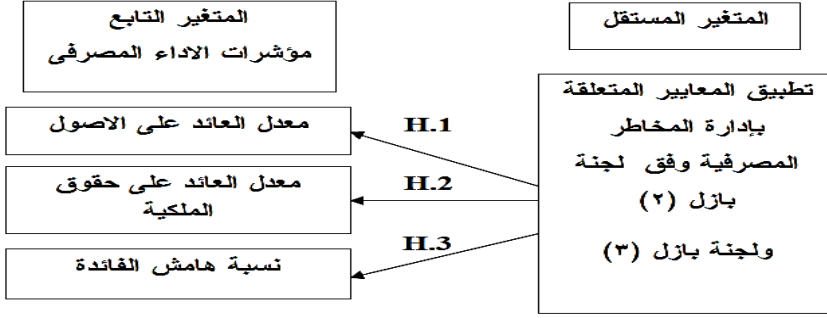 المتغير المستقل
المتغير التابع
مؤشرات الاداء المصرفى
تطبيق المعايير المتعلقة
بإدارة المخاطر
المصرفية وفق لجنة
بازل (٢)
ولجنة بازل (٣)
H.1
معدل العائد على الاصول
H.2
معدل العائد على حقوق
الملكية
H.3
نسبة هامش الفائدة